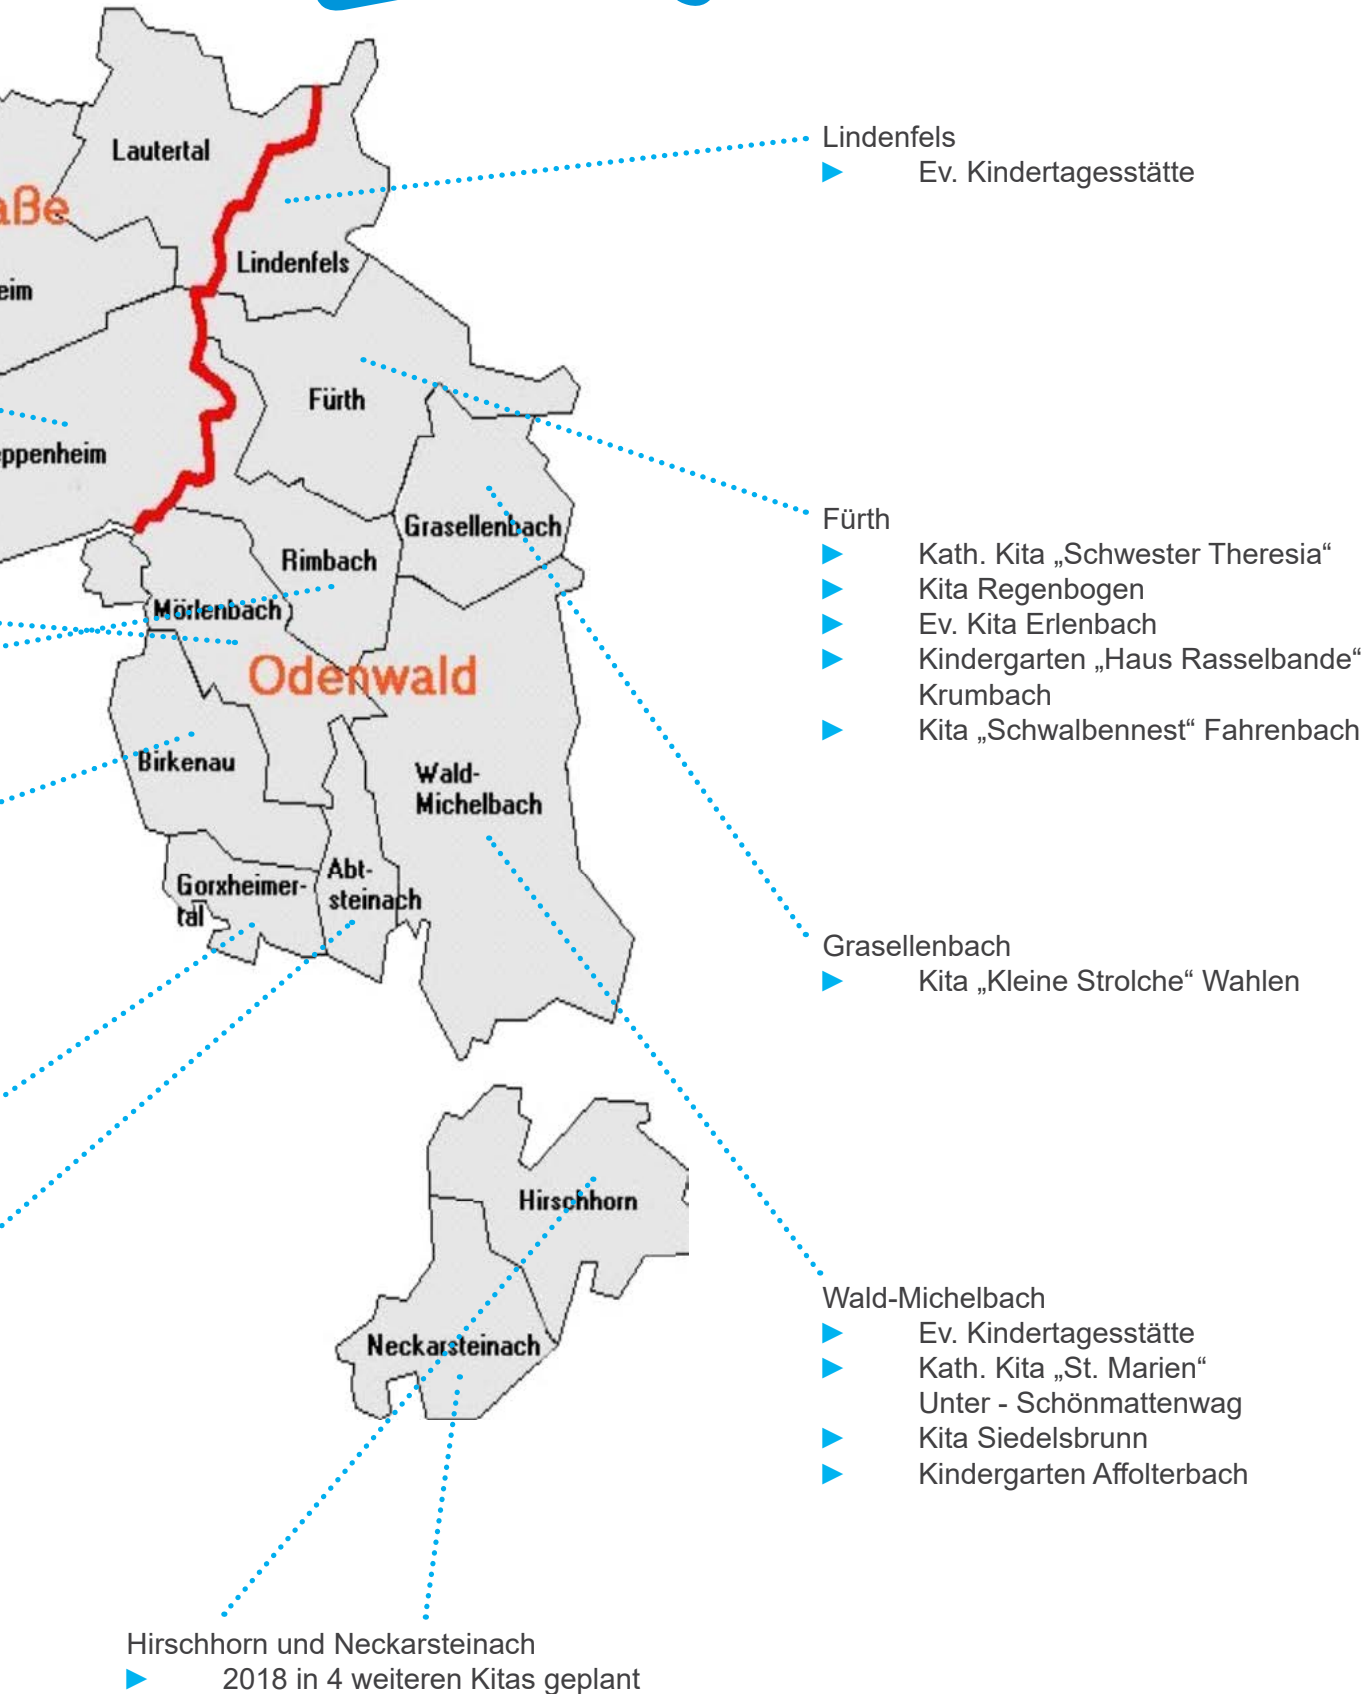 Lautertal
aße
Lindenfels
eim
Fürth
eppenheim
Grasellenbach
Rimbach
Mörlenbach
Odenwald
Birkenau
Wald-
Michelbach
Abt-
steinach
Gorxheimer-
tal
Hirschhorn
Neckarsteinach
Lindenfels
► Ev. Kindertagesstätte
Fürth
► Kath. Kita „Schwester Theresia“
► Kita Regenbogen
► Ev. Kita Erlenbach
► Kindergarten „Haus Rasselbande“
Krumbach
► Kita „Schwalbennest“ Fahrenbach
Grasellenbach
► Kita „Kleine Strolche“ Wahlen
Wald-Michelbach
► Ev. Kindertagesstätte
► Kath. Kita „St. Marien“
Unter - Schönmattenwag
► Kita Siedelsbrunn
► Kindergarten Affolterbach
Hirschhorn und Neckarsteinach
► 2018 in 4 weiteren Kitas geplant